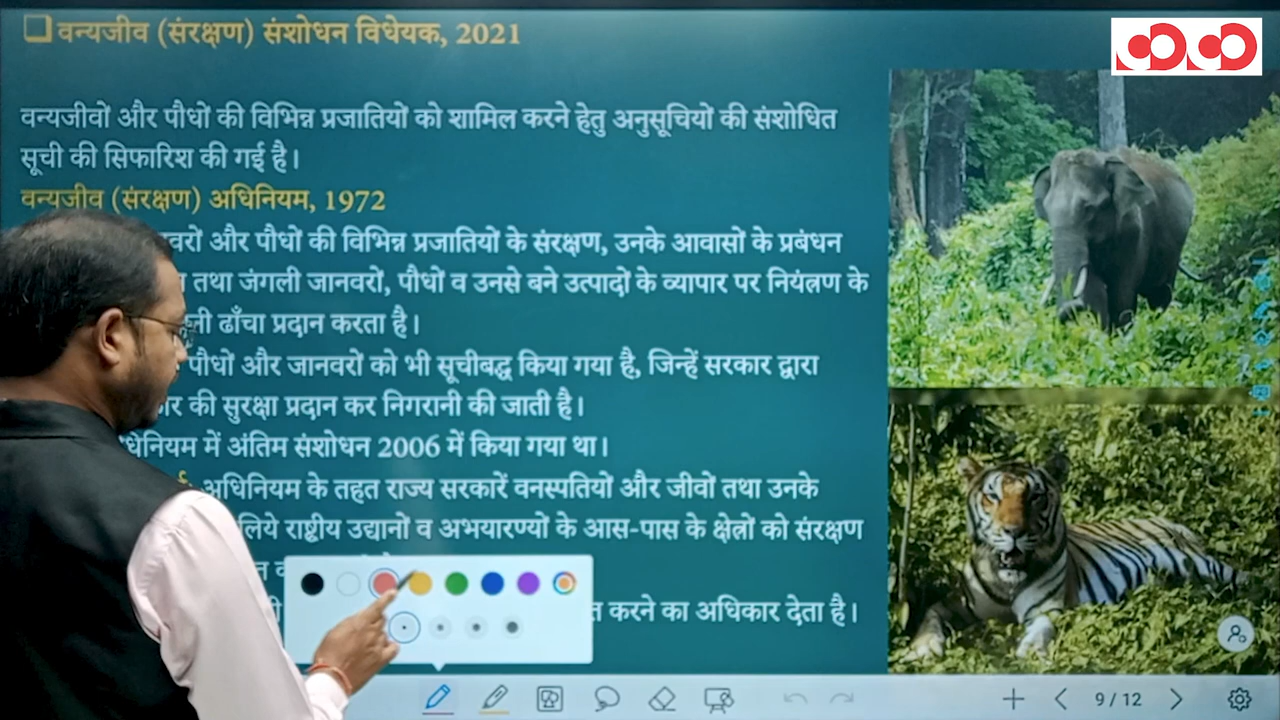 वन्यजीव (संरक्षण) संशोधन विधेयक, 2021
वन्यजीवों और पौधों की विभिन्न प्रजातियों को शामिल करने हेतु अनुसूचियों की संशोधित
सूची की सिफारिश की गई है।
वन्यजीव (संरक्षण) अधिनियम, 1972
और पौधों की विभिन्न प्रजातियों के संरक्षण, उनके आवासों के प्रबंधन
तथा जंगली जानवरों, पौधों व उनसे बने उत्पादों के व्यापार पर नियंत्रण के
ढाँचा प्रदान करता है।
पौधों और जानवरों को भी सूचीबद्ध किया गया है, जिन्हें सरकार द्वारा
की सुरक्षा प्रदान कर निगरानी की जाती है।
में अंतिम संशोधन 2006 में किया गया था।
अधिनियम के तहत राज्य सरकारें वनस्पतियों और जीवों तथा उनके
लिये राष्ट्रीय उद्यानों व अभयारण्यों के आस-पास के क्षेत्रों को संरक्षण
करने का अधिकार देता है।
9 / 12